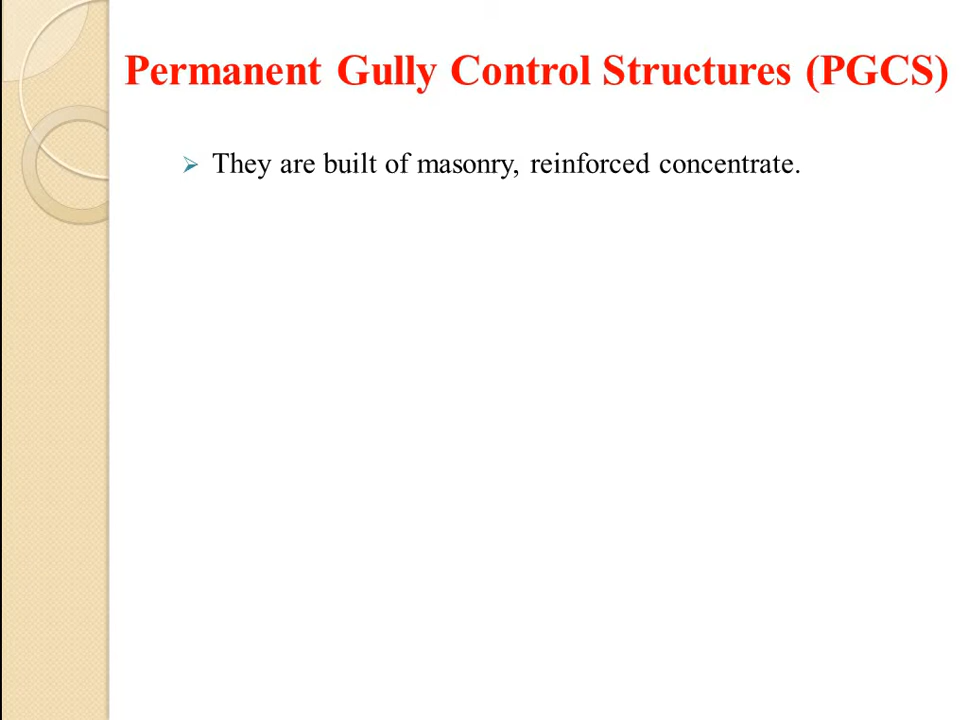 Permanent Gully Control Structures (PGCS)
They are built of masonry, reinforced concentrate.